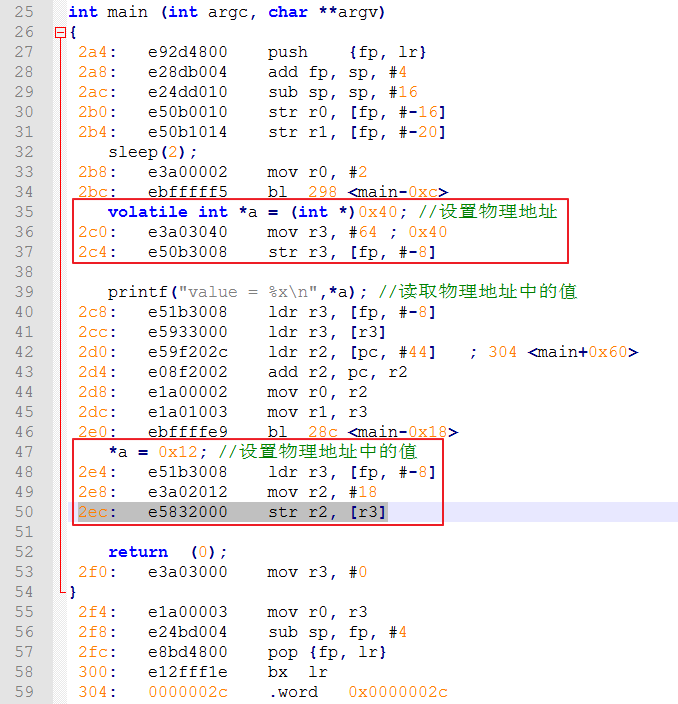 25 int main (int argc, char **argv)
26 {
27 2a4: e92d4800 push {fp, lr}
28 2a8: e28db004 add fp, sp, #4
29 2ac: e24dd010 sub sp, sp, #16
30 2b0: e50b0010 str r0, [fp, #-16]
31 2b4: e50b1014 str r1, [fp, #-20]
32 sleep(2);
33 2b8: e3a00002 mov r0, #2
34 2bc: ebfffff5 bl 298 <main-0xc>
35 volatile int *a = (int *)0x40; //设置物理地址
36 2c0: e3a03040 mov r3, #64 ; 0x40
37 2c4: e50b3008 str r3, [fp, #-8]
38
39 printf("value = %x\n",*a); //读取物理地址中的值
40 2c8: e51b3008 ldr r3, [fp, #-8]
41 2cc: e5933000 ldr r3, [r3]
42 2d0: e59f202c ldr r2, [pc, #44] ; 304 <main+0x60>
43 2d4: e08f2002 add r2, pc, r2
44 2d8: e1a00002 mov r0, r2
45 2dc: e1a01003 mov r1, r3
46 2e0: ebffffe9 bl 28c <main-0x18>
47 *a = 0x12; //设置物理地址中的值
48 2e4: e51b3008 ldr r3, [fp, #-8]
49 2e8: e3a02012 mov r2, #18
50 2ec: e5832000 str r2, [r3]
51
52 return (0);
53 2f0: e3a03000 mov r3, #0
54 }
55 2f4: e1a00003 mov r0, r3
56 2f8: e24bd004 sub sp, fp, #4
57 2fc: e8bd4800 pop {fp, lr}
58 300: e12fff1e bx lr
59 304: 0000002c .word 0x0000002c